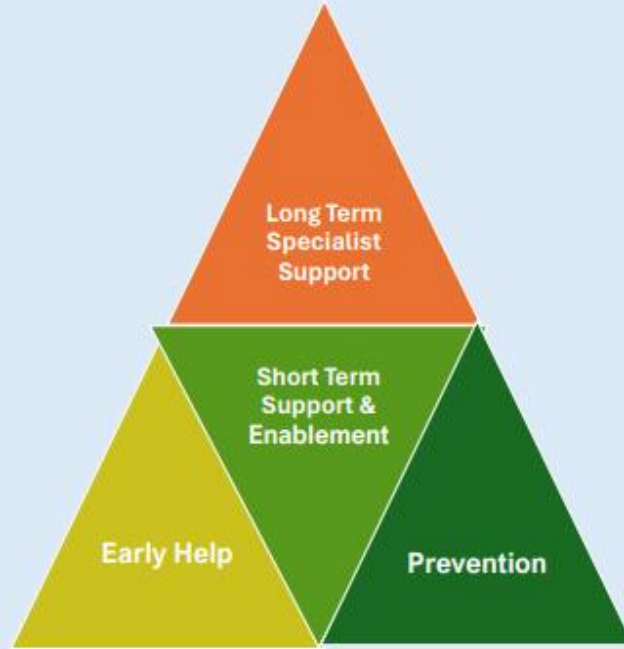 Long Term
Specialist
Support
Short Term
Support &
Enablement
Early Help
Prevention